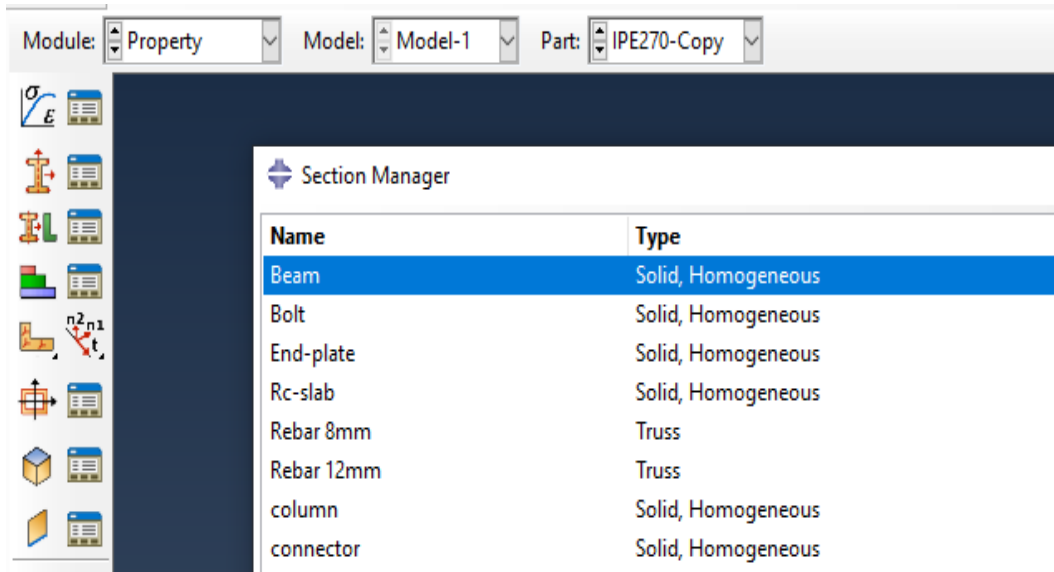 Module: Property Model: Model-1 Part: IPE270-Copy
σ
ε
Section Manager
Name Type
Beam Solid, Homogeneous
Bolt Solid, Homogeneous
End-plate Solid, Homogeneous
n2 n1
t
Rc-slab Solid, Homogeneous
Rebar 8mm Truss
Rebar 12mm Truss
column Solid, Homogeneous
connector Solid, Homogeneous